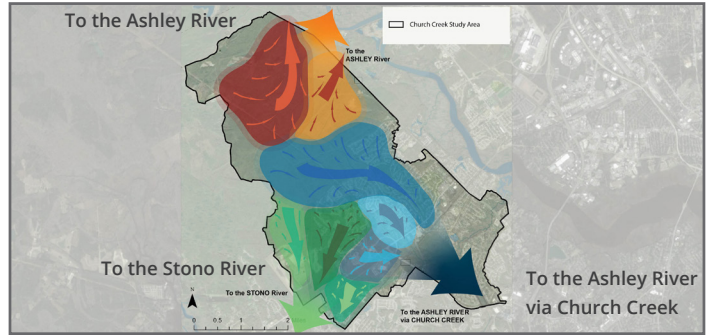 To the Ashley River
Church Creek Study Area
To the
ASHLEY River
To the Stono River
To the STONO River
N
0 0.5 1 2
To the ASHLEY RIVER
via CHURCH CREEK
To the Ashley River
via Church Creek